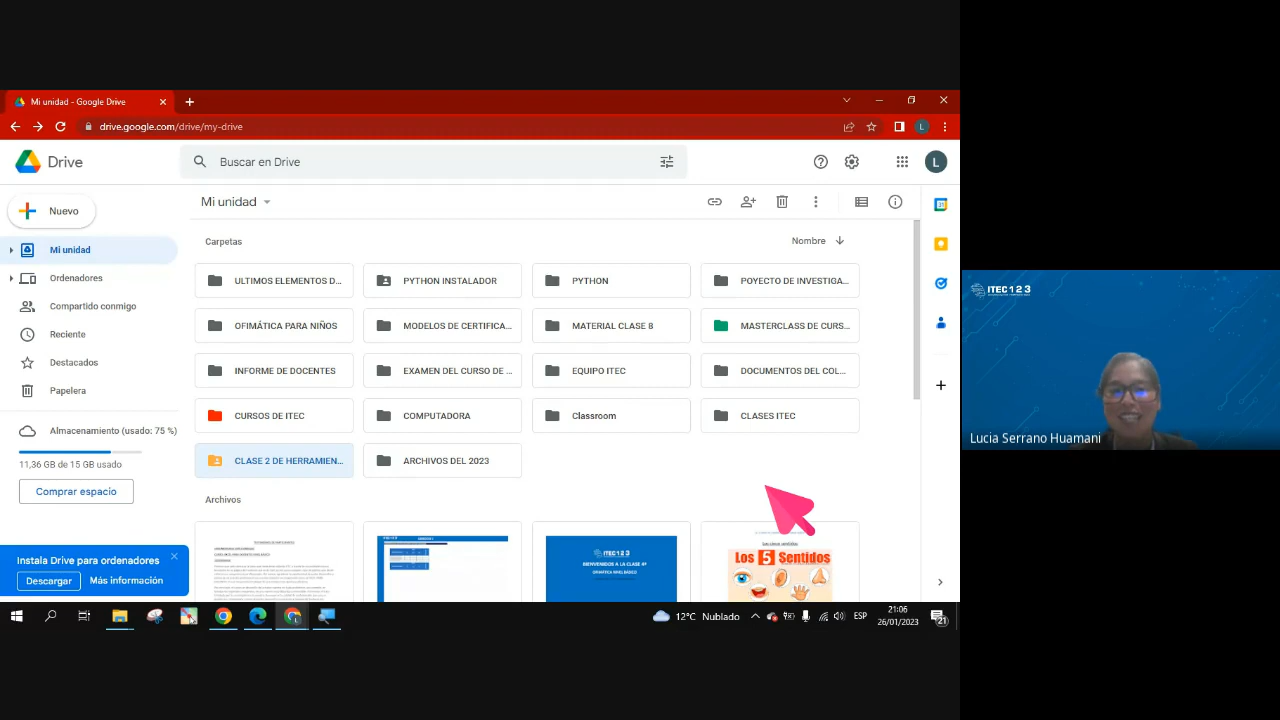 Mi unidad - Google Drive
drive.google.com/drive/my-drive
L
Drive
Buscar en Drive
L
Nuevo
Mi unidad
Mi unidad
Ordenadores
Compartido conmigo
Reciente
Destacados
Papelera
Almacenamiento (usado: 75 %)
11,36 GB de 15 GB usado
Comprar espacio
Instala Drive para ordenadores
Descargar
Más información
Carpetas
Nombre
ULTIMOS ELEMENTOS D...
PYTHON INSTALADOR
PYTHON
POYECTO DE INVESTIGA...
OFIMÁTICA PARA NIÑOS
MODELOS DE CERTIFICA...
MATERIAL CLASE 8
MASTERCLASS DE CURS...
INFORME DE DOCENTES
EXAMEN DEL CURSO DE ...
EQUIPO ITEC
DOCUMENTOS DEL COL...
CURSOS DE ITEC
COMPUTADORA
Classroom
CLASES ITEC
CLASE 2 DE HERRAMIEN...
ARCHIVOS DEL 2023
Archivos
ITEC 1 2 3
BIENVENIDOS A LA CLASE 4º
OFIMÁTICA NIVEL BÁSICO
Los 5 Sentidos
31
12°C Nublado
ESP
21:06
26/01/2023
21
ITEC 1 2 3
Lucia Serrano Huamani